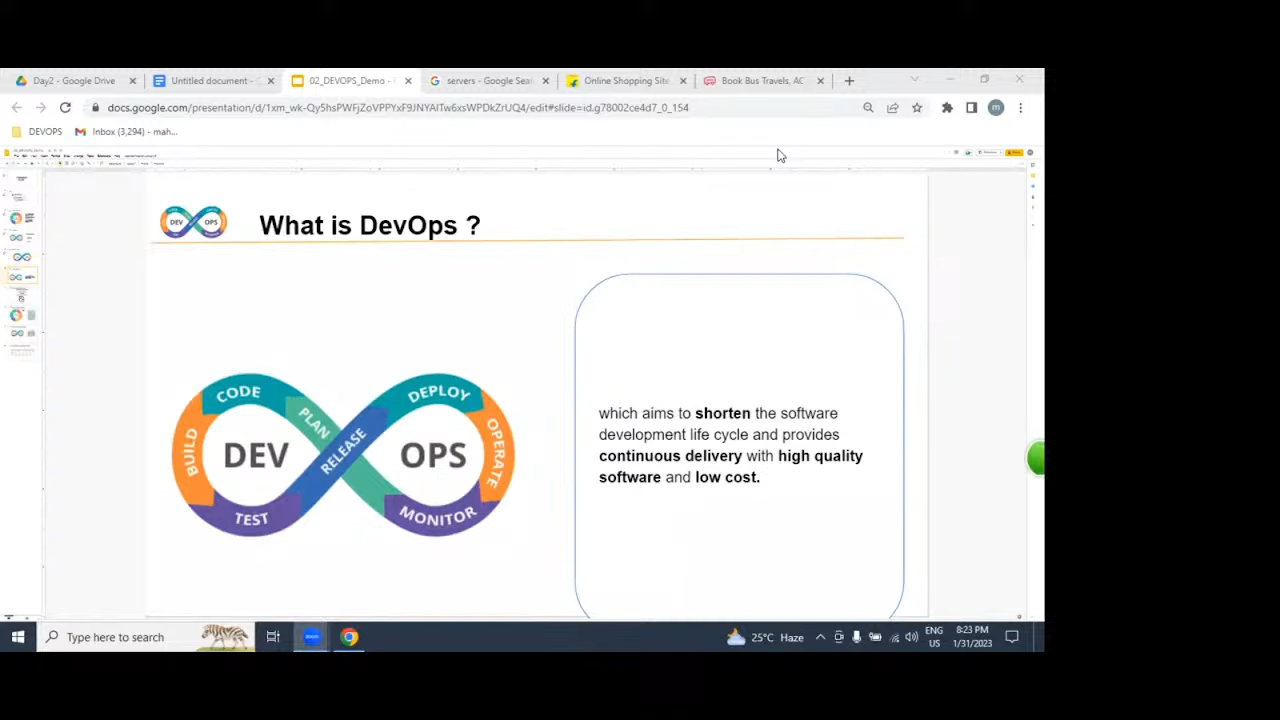 Day2 - Google Drive
Untitled document -
02_DEVOPS_Demo -
servers - Google Sea
Online Shopping Site
Book Bus Travels, AC
docs.google.com/presentation/d/1xm_wk-Qy5hsPWFjZoVPPYxF9JNYAITw6xsWPDkZrUQ4/edit#slide=id.g78002ce4d7_0_154
m
DEVOPS
Inbox (3,294) - mah...
DEV OPS
What is DevOps ?
CODE
PLAN
RELEASE
DEPLOY
OPERATE
MONITOR
TEST
BUILD
DEV
OPS
which aims to shorten the software
development life cycle and provides
continuous delivery with high quality
software and low cost.
Type here to search
zoom
25°C Haze
ENG
US
8:23 PM
1/31/2023